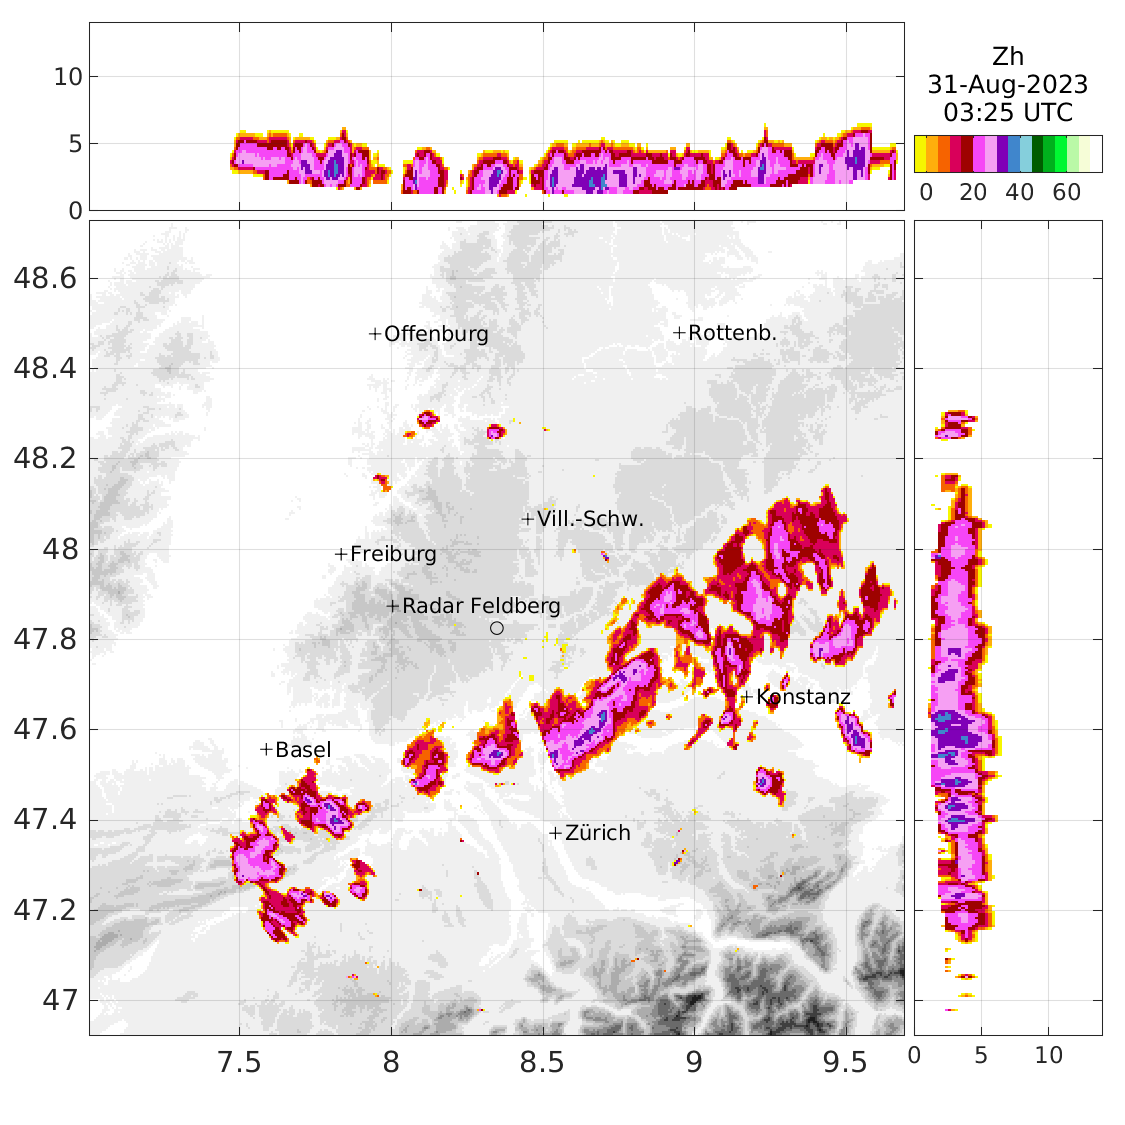 10
5
0
Zh
31-Aug-2023
03:25 UTC
0 20 40 60
48.6
48.4
48.2
48
47.8
47.6
47.4
47.2
47
+Offenburg
+Rottenb.
+Vill.-Schw.
+Freiburg
+Radar Feldberg
+Konstanz
+Basel
+Zürich
7.5 8 8.5 9 9.5
0 5 10